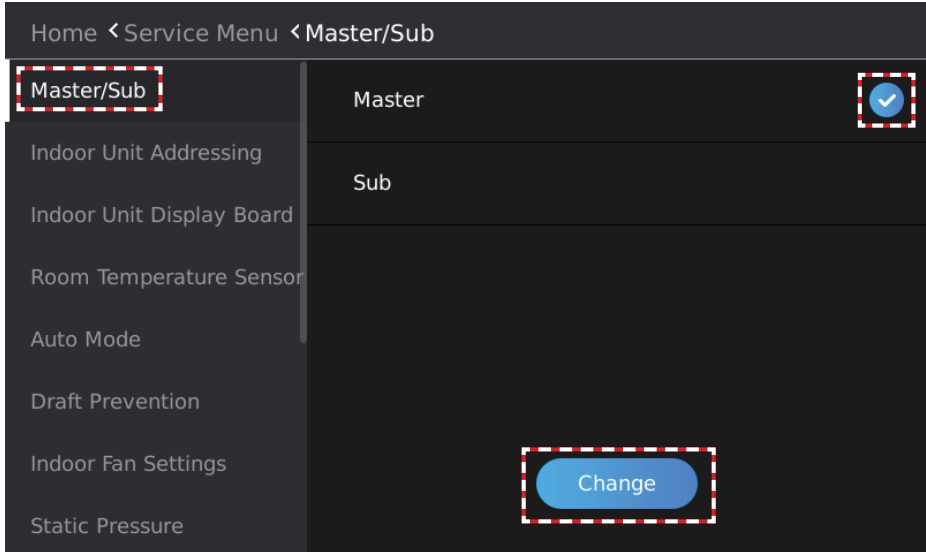 Home < Service Menu < Master/Sub
Master/Sub
Indoor Unit Addressing
Indoor Unit Display Board
Room Temperature Sensor
Auto Mode
Draft Prevention
Indoor Fan Settings
Static Pressure
Master
Sub
Change